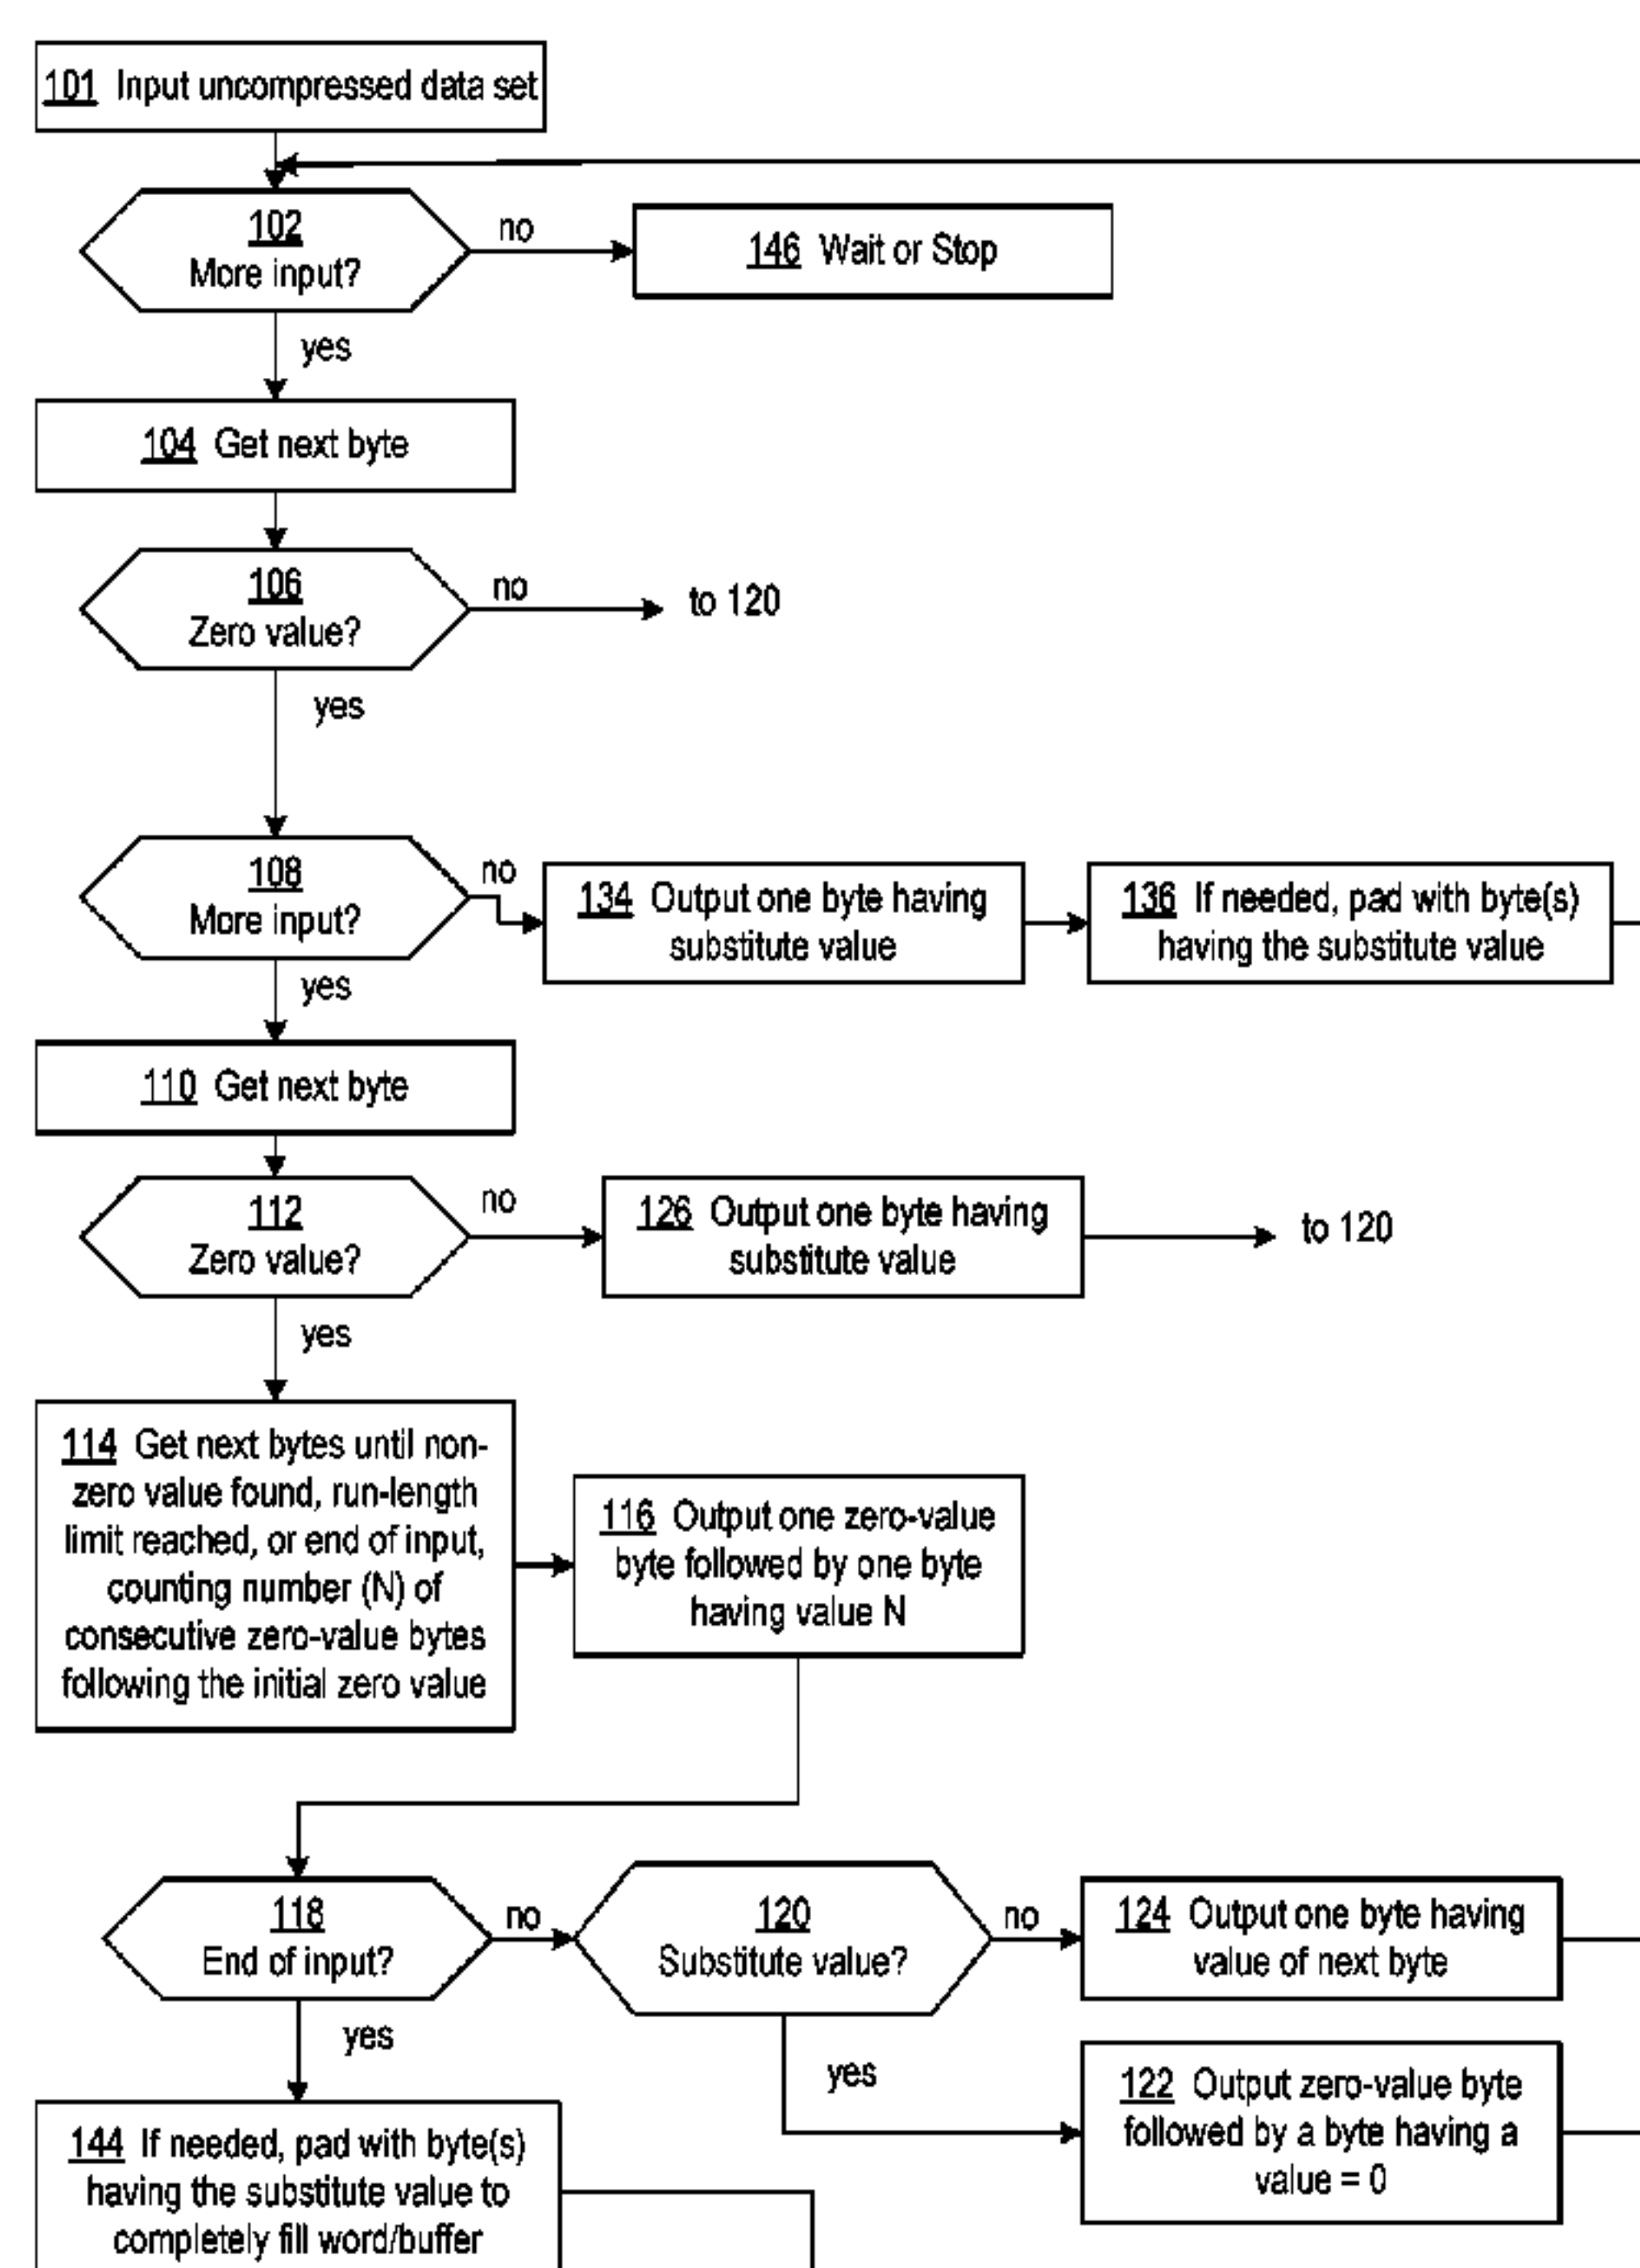 101 Input uncompressed data set
102
More input?
no
146 Wait or Stop
yes
104 Get next byte
106
Zero value?
no
to 120
yes
108
More input?
no
134 Output one byte having
substitute value
136 If needed, pad with byte(s)
having the substitute value
yes
110 Get next byte
112
Zero value?
no
126 Output one byte having
substitute value
to 120
yes
114 Get next bytes until non-
zero value found, run-length
limit reached, or end of input,
counting number (N) of
consecutive zero-value bytes
following the initial zero value
116 Output one zero-value
byte followed by one byte
having value N
118
End of input?
no
120
Substitute value?
no
124 Output one byte having
value of next byte
yes
yes
122 Output zero-value byte
followed by a byte having a
value = 0
144 If needed, pad with byte(s)
having the substitute value to
completely fill word/buffer